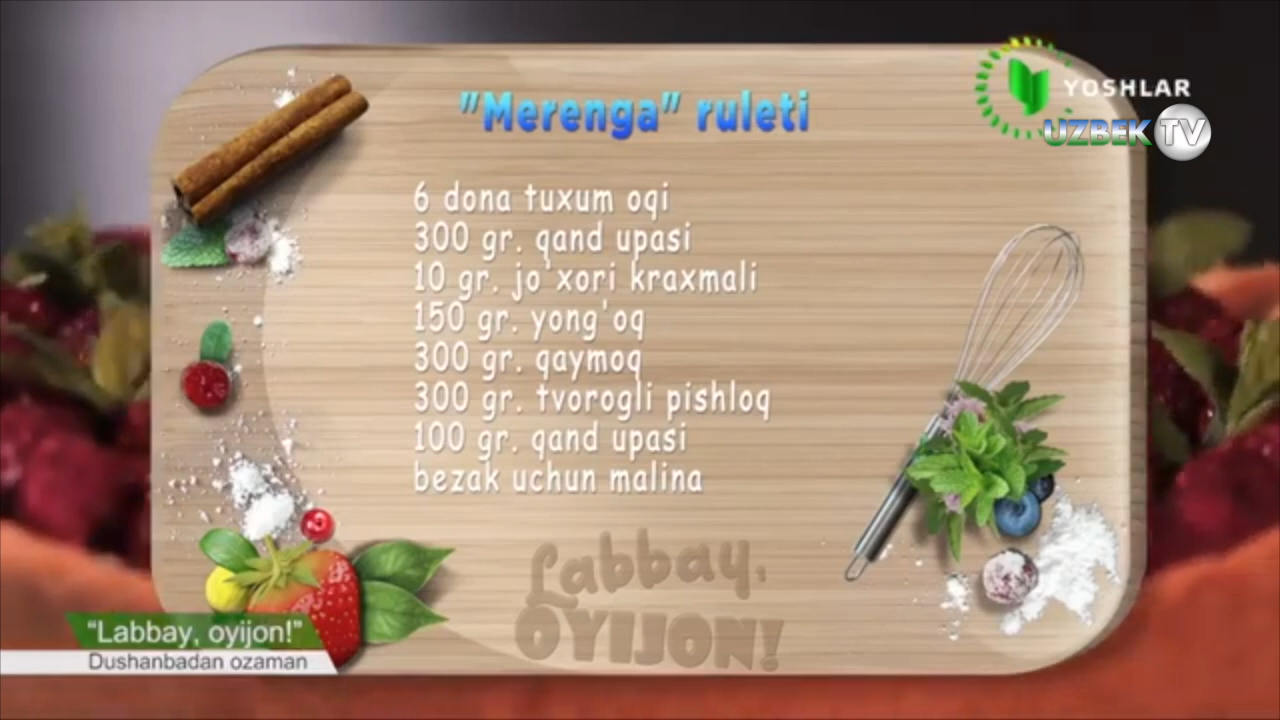 "Merenga" ruleti
YOSHLAR
UZBEK TV
6 dona tuxum oqi
300 gr. qand upasi
10 gr. jo'xori kraxmali
150 gr. yong'oq
300 gr. qaymoq
300 gr. tvorogli pishloq
100 gr. qand upasi
bezak uchun malina
Labbay,
OYIJON!
"Labbay, oyijon!"
Dushanbadan ozaman